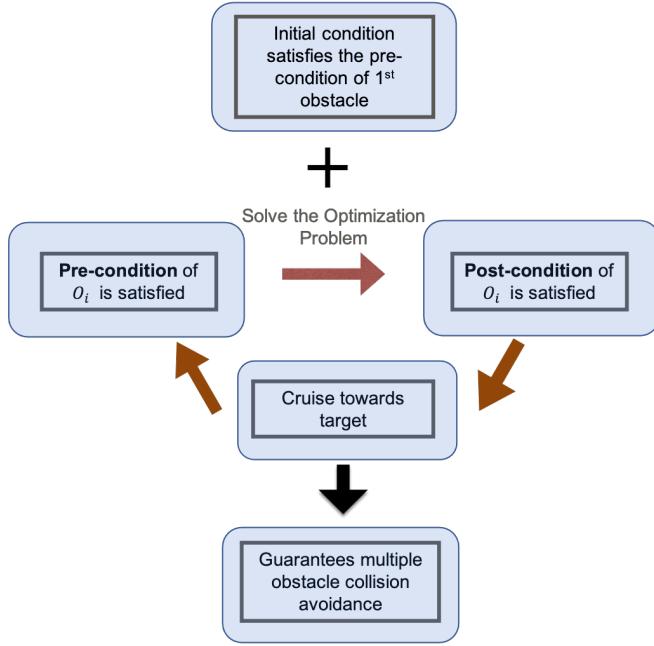 Initial condition
satisfies the pre-
condition of 1st
obstacle
+
Solve the Optimization
Problem
Pre-condition of
O_i is satisfied
Post-condition of
O_i is satisfied
Cruise towards
target
Guarantees multiple
obstacle collision
avoidance